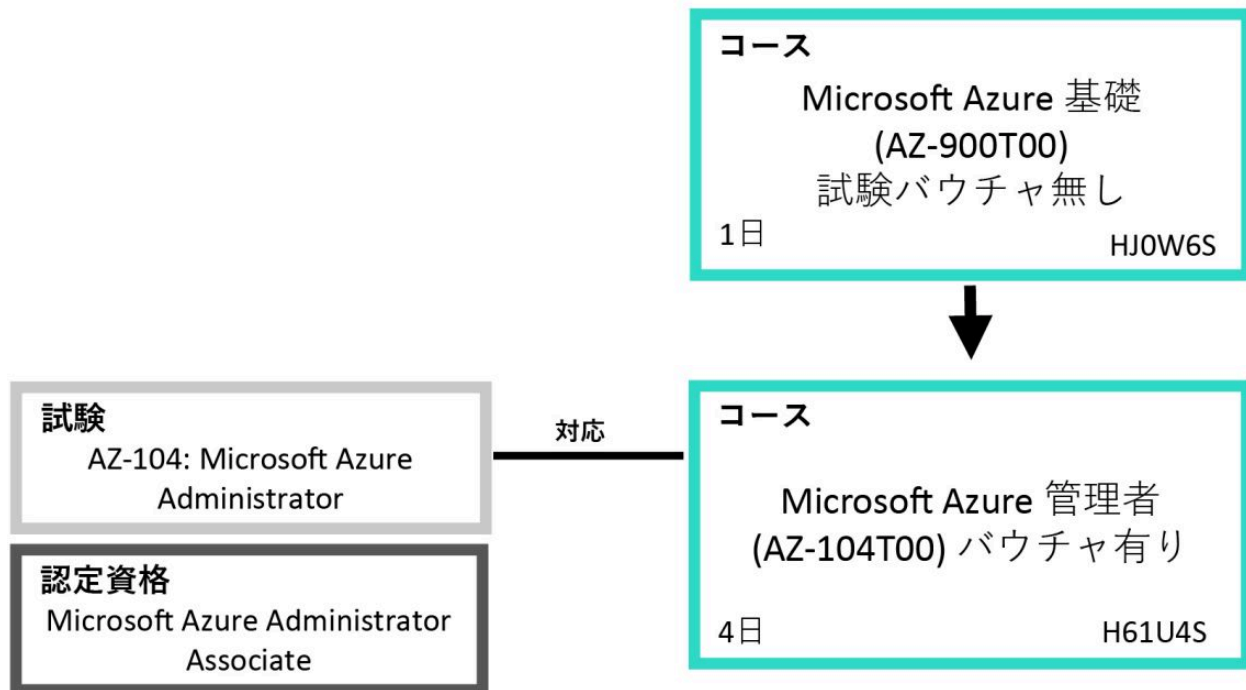 コース
Microsoft Azure 基礎
(AZ-900T00)
試験バウチャ無し
1日
HJ0W6S
試験
AZ-104: Microsoft Azure
Administrator
対応
コース
Microsoft Azure 管理者
(AZ-104T00) バウチャ有り
4日
H61U4S
認定資格
Microsoft Azure Administrator
Associate